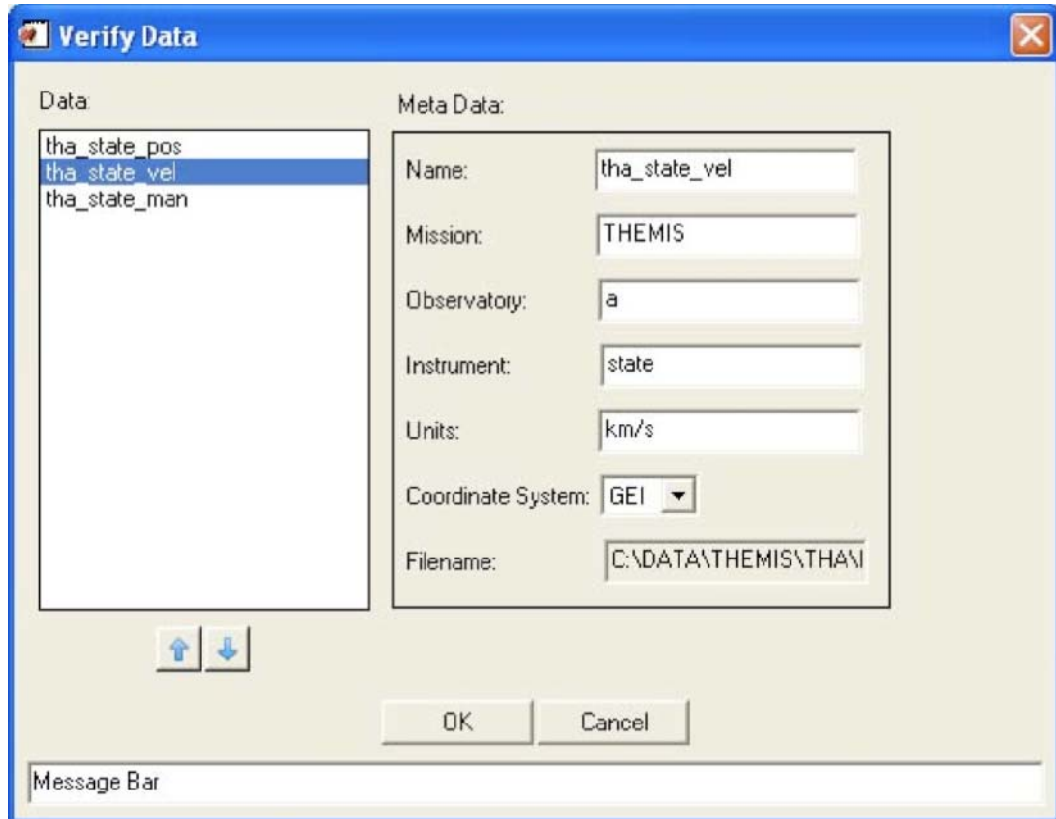 Verify Data
Data:
tha_state_pos
tha_state_vel
tha_state_man
Meta Data:
Name: tha_state_vel
Mission: THEMIS
Observatory: a
Instrument: state
Units: km/s
Coordinate System: GEI
Filename: C:\DATA\THEMIS\THA\
OK Cancel
Message Bar